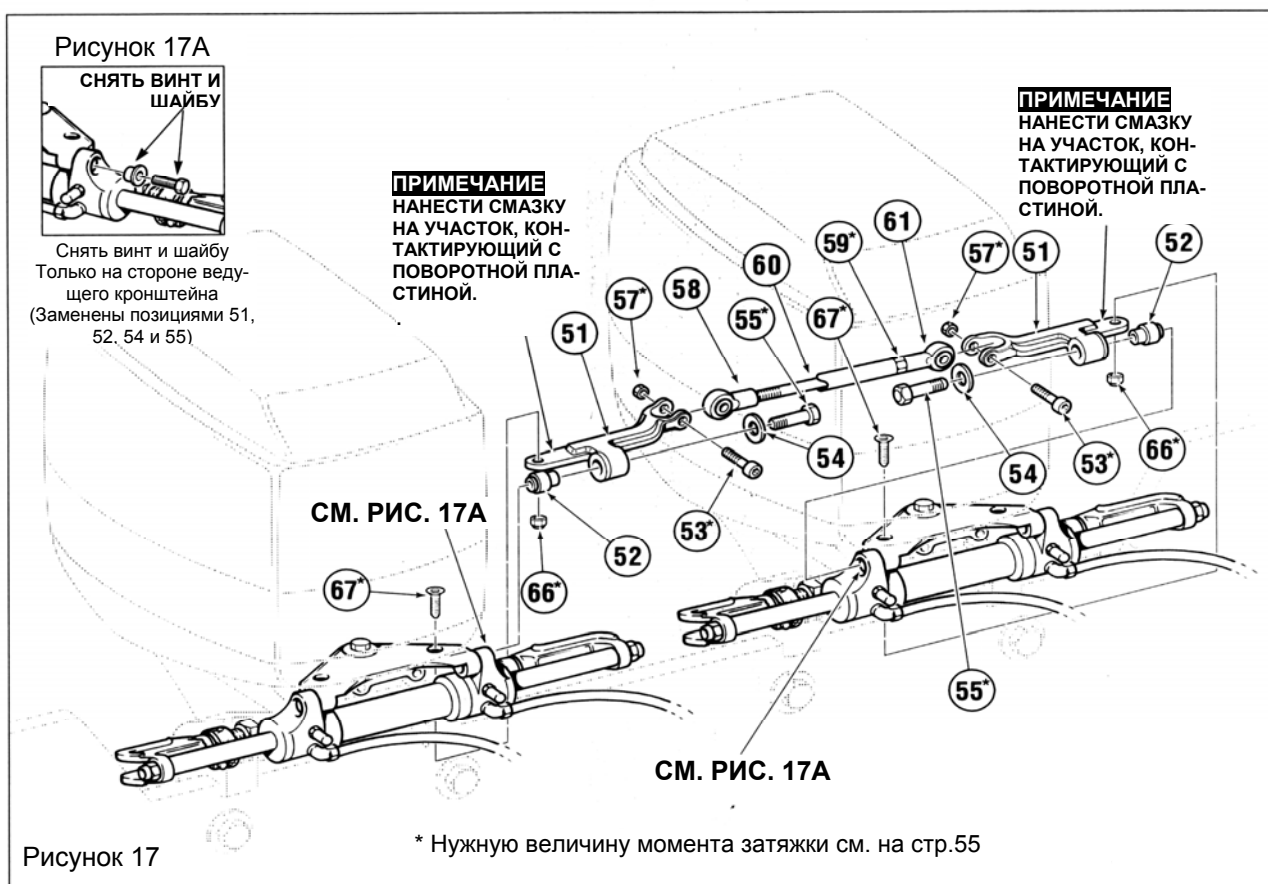 Рисунок 17А
СНЯТЬ ВИНТ И
ШАЙБУ
Снять винт и шайбу
Только на стороне веду-
щего кронштейна
(Заменены позициями 51,
52, 54 и 55)
ПРИМЕЧАНИЕ
НАНЕСТИ СМАЗКУ
НА УЧАСТОК, КОН-
ТАКТИРУЮЩИЙ С
ПОВОРОТНОЙ ПЛА-
СТИНОЙ.
.
ПРИМЕЧАНИЕ
НАНЕСТИ СМАЗКУ
НА УЧАСТОК, КОН-
ТАКТИРУЮЩИЙ С
ПОВОРОТНОЙ ПЛА-
СТИНОЙ.
51
57*
58
55*
60
67*
59*
61
57*
51
52
54
53*
52
66*
67*
54
53*
66*
55*
СМ. РИС. 17А
СМ. РИС. 17А
Рисунок 17
* Нужную величину момента затяжки см. на стр.55